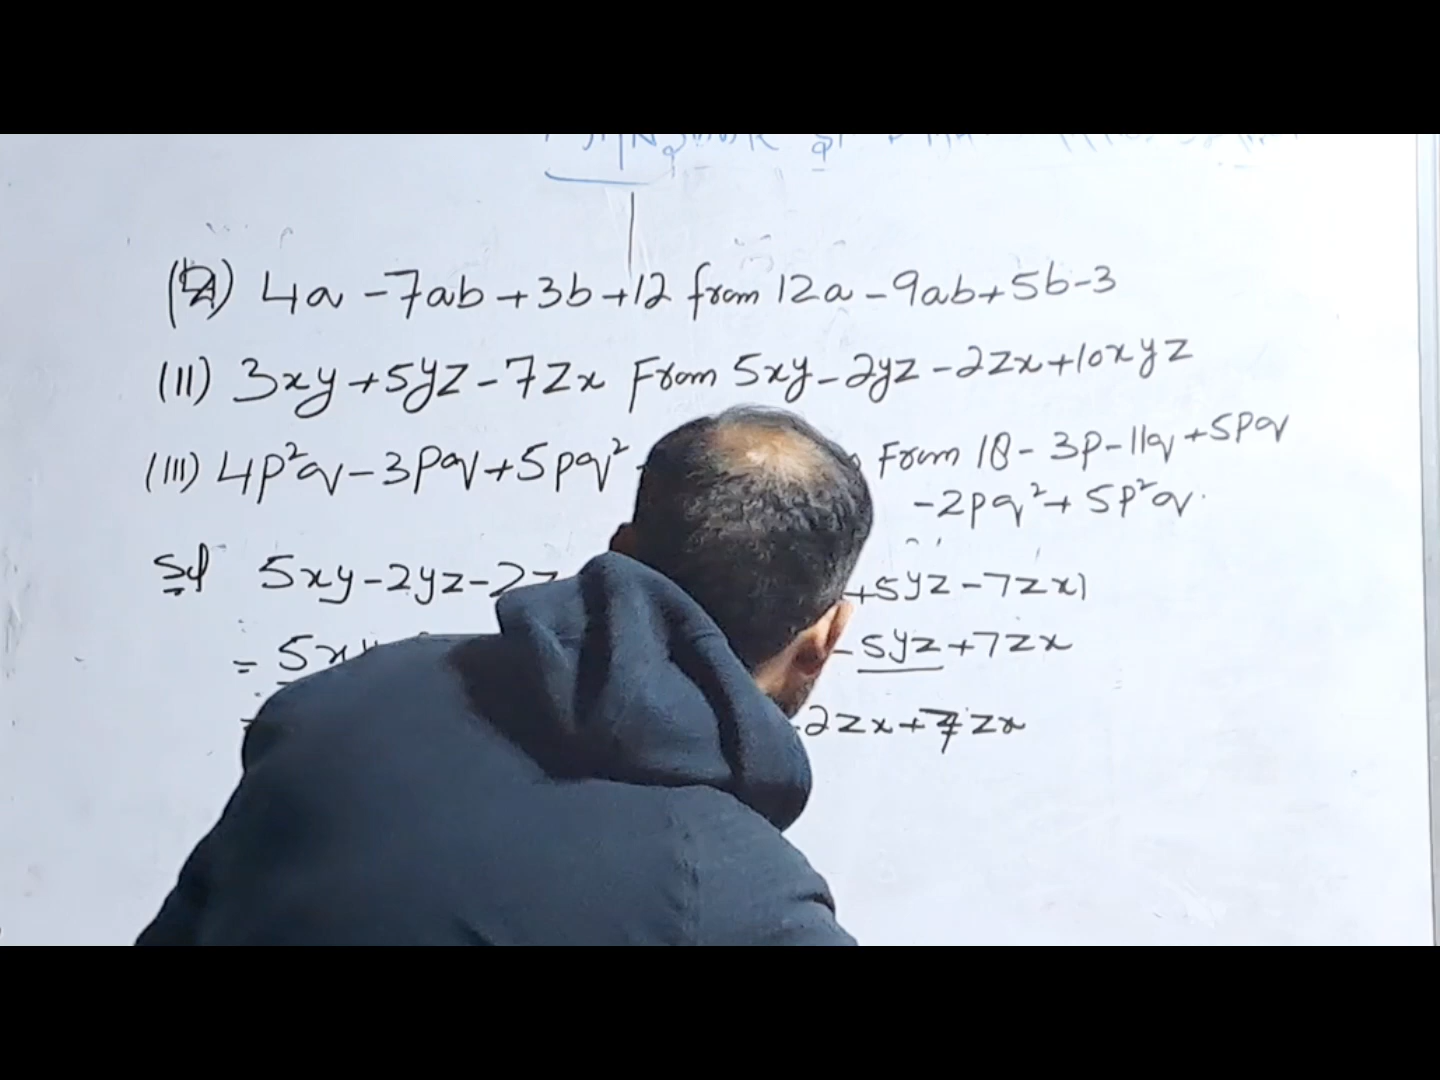 4a - 7ab + 3b + 12 from 12a - 9ab + 5b - 3
(II) 3xy + 5yz - 7zx From 5xy - 2yz - 2zx + 10xyz
(III) 4p²q - 3pq + 5pq² From 18 - 3p - 11q + 5pq
- 2pq² + 5p²q.
Sol 5xy - 2yz - 2z + 5yz - 7zx)
= 5xy - 5yz + 7zx
- 2zx + 7zx